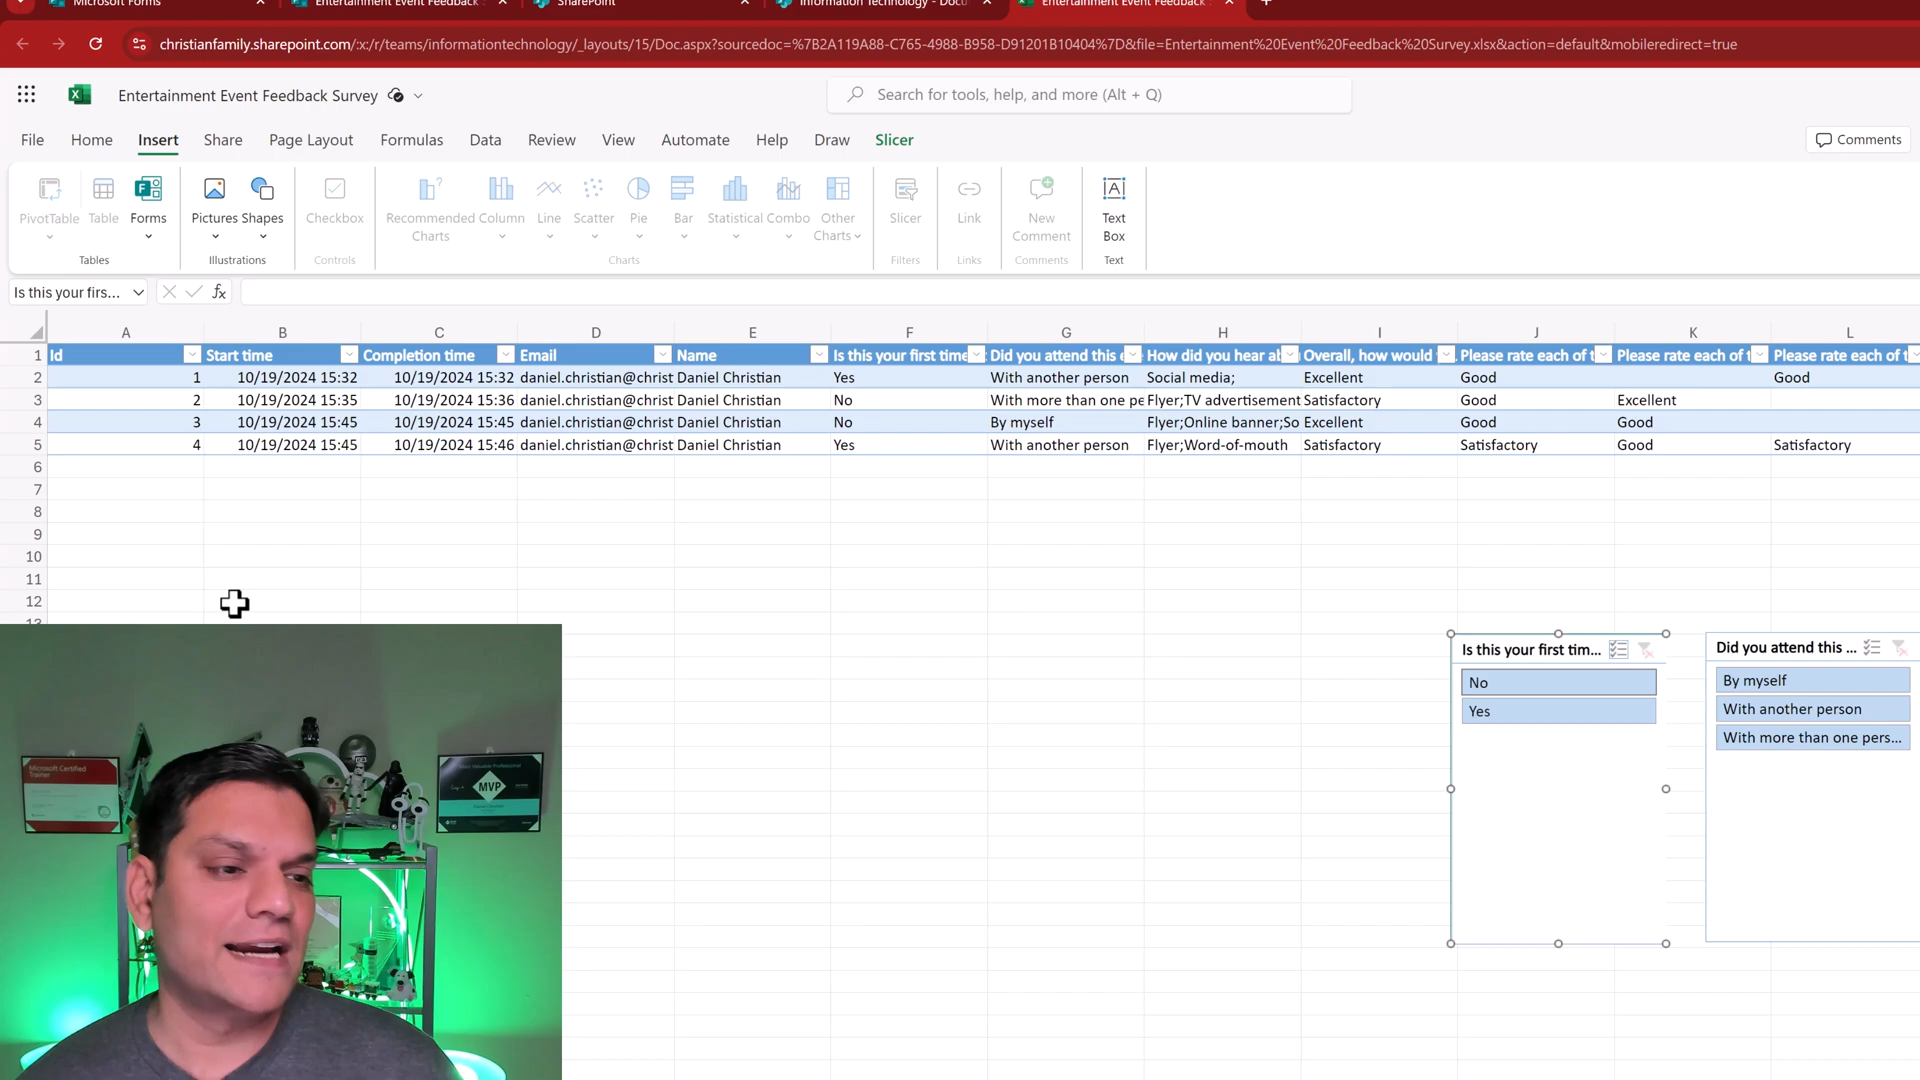 Microsoft Forms
Entertainment Event Feedback
SharePoint
Information Technology - Docu
Entertainment Event Feedback
christianfamily.sharepoint.com/:x:/r/teams/informationtechnology/_layouts/15/Doc.aspx?sourcedoc=%7B2A119A88-C765-4988-B958-D91201B10404%7D&file=Entertainment%20Event%20Feedback%20Survey.xlsx&action=default&mobileredirect=true
Entertainment Event Feedback Survey
Search for tools, help, and more (Alt + Q)
File Home Insert Share Page Layout Formulas Data Review View Automate Help Draw Slicer
Comments
PivotTable Table Forms Pictures Shapes Checkbox Recommended Charts Column Line Scatter Pie Bar Statistical Combo Other Charts Slicer Link New Comment Text Box
Tables Illustrations Controls Charts Filters Links Comments Text
Is this your firs... fx
A B C D E F G H I J K L
1 Id Start time Completion time Email Name Is this your first time Did you attend this How did you hear Overall, how would Please rate each of t Please rate each of t Please rate each of
2 1 10/19/2024 15:32 10/19/2024 15:32 daniel.christian@christ Daniel Christian Yes With another person Social media; Excellent Good Good
3 2 10/19/2024 15:35 10/19/2024 15:36 daniel.christian@christ Daniel Christian No With more than one pe Flyer;TV advertisement Satisfactory Good Excellent
4 3 10/19/2024 15:45 10/19/2024 15:45 daniel.christian@christ Daniel Christian No By myself Flyer;Online banner;So Excellent Good Good
5 4 10/19/2024 15:45 10/19/2024 15:46 daniel.christian@christ Daniel Christian Yes With another person Flyer;Word-of-mouth Satisfactory Satisfactory Good Satisfactory
6
7
8
9
10
11
12
13
Is this your first tim...
No
Yes
Did you attend this ...
By myself
With another person
With more than one pers...
Microsoft Certified
Trainer
MVP